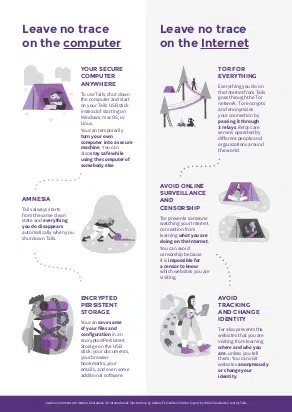 Leave no trace
on the computer
YOUR SECURE
COMPUTER
ANYWHERE
To use Tails, shut down
the computer and start
on your Tails USB stick
instead of starting on
Windows, macOS, or
Linux.
You can temporarily
turn your own
computer into a secure
machine. You can
also stay safe while
using the computer of
somebody else.
AMNESIA
Tails always starts
from the same clean
state and everything
you do disappears
automatically when you
shut down Tails.
ENCRYPTED
PERSISTENT
STORAGE
You can save some
of your files and
configuration in an
encrypted Persistent
Storage on the USB
stick: your documents,
your browser
bookmarks, your
emails, and even some
additional software.
Leave no trace
on the Internet
TOR FOR
EVERYTHING
Everything you do on
the Internet from Tails
goes through the Tor
network. Tor encrypts
and anonymizes
your connection by
passing it through
3 relays. Relays are
servers operated by
different people and
organizations around
the world.
AVOID ONLINE
SURVEILLANCE
AND
CENSORSHIP
Tor prevents someone
watching your Internet
connection from
learning what you are
doing on the Internet.
You can avoid
censorship because
it is impossible for
a censor to know
which websites you are
visiting.
AVOID
TRACKING
AND CHANGE
IDENTITY
Tor also prevents the
websites that you are
visiting from learning
where and who you
are, unless you tell
them. You can visit
websites anonymously
or change your
identity.